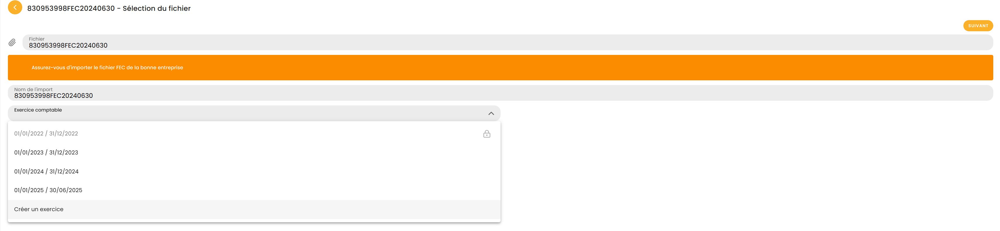 830953998FEC20240630 - Sélection du fichier
SUIVANT
Fichier
830953998FEC20240630
Assurez-vous d'importer le fichier FEC de la bonne entreprise
Nom de l'import
830953998FEC20240630
Exercice comptable
01/01/2022 / 31/12/2022
01/01/2023 / 31/12/2023
01/01/2024 / 31/12/2024
01/01/2025 / 30/06/2025
Créer un exercice